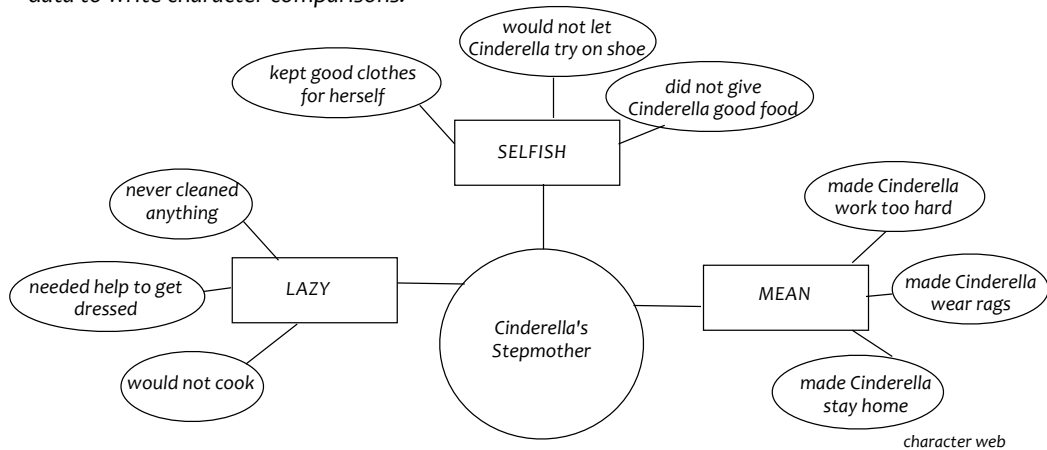 data to write character comparisons.
would not let
Cinderella try on shoe
kept good clothes
for herself
did not give
Cinderella good food
SELFISH
never cleaned
anything
made Cinderella
work too hard
needed help to get
dressed
LAZY
MEAN
made Cinderella
wear rags
Cinderella's
Stepmother
would not cook
made Cinderella
stay home
character web